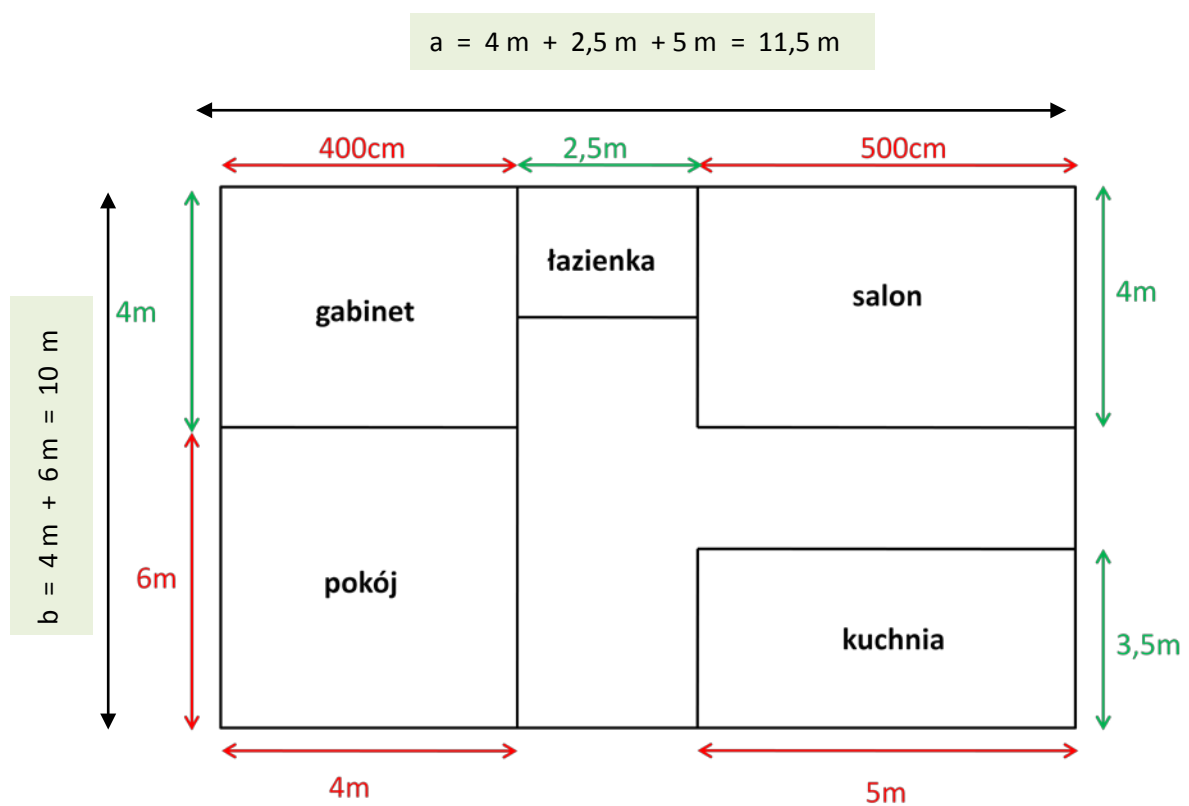 a = 4 m + 2,5 m + 5 m = 11,5 m
400cm
2,5m
500cm
łazienka
gabinet
salon
4m
4m
b = 4 m + 6 m = 10 m
6m
pokój
kuchnia
3,5m
4m
5m